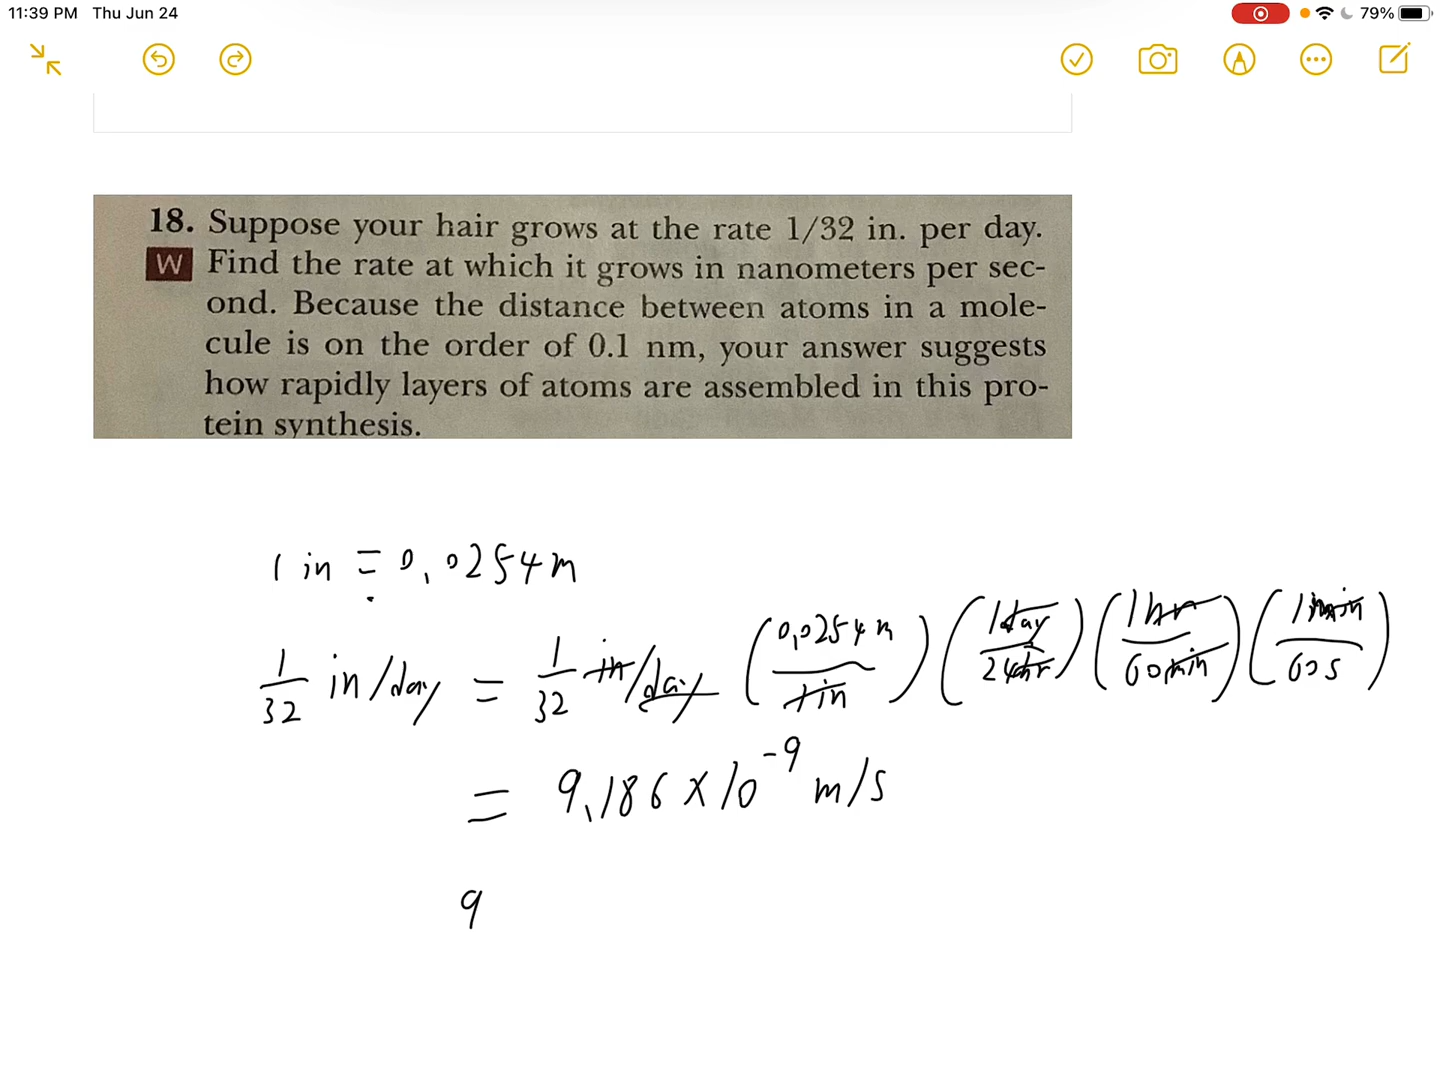 11:39 PM Thu Jun 24 79%
18. Suppose your hair grows at the rate 1/32 in. per day.
W Find the rate at which it grows in nanometers per sec-
ond. Because the distance between atoms in a mole-
cule is on the order of 0.1 nm, your answer suggests
how rapidly layers of atoms are assembled in this pro-
tein synthesis.
1 in = 0.0254 m
1/32 in/day = 1/32 in/day (0.0254 m / 1 in) (1 day / 24 hr) (1 hr / 60 min) (1 min / 60 s)
= 9.186 × 10⁻⁹ m/s
9